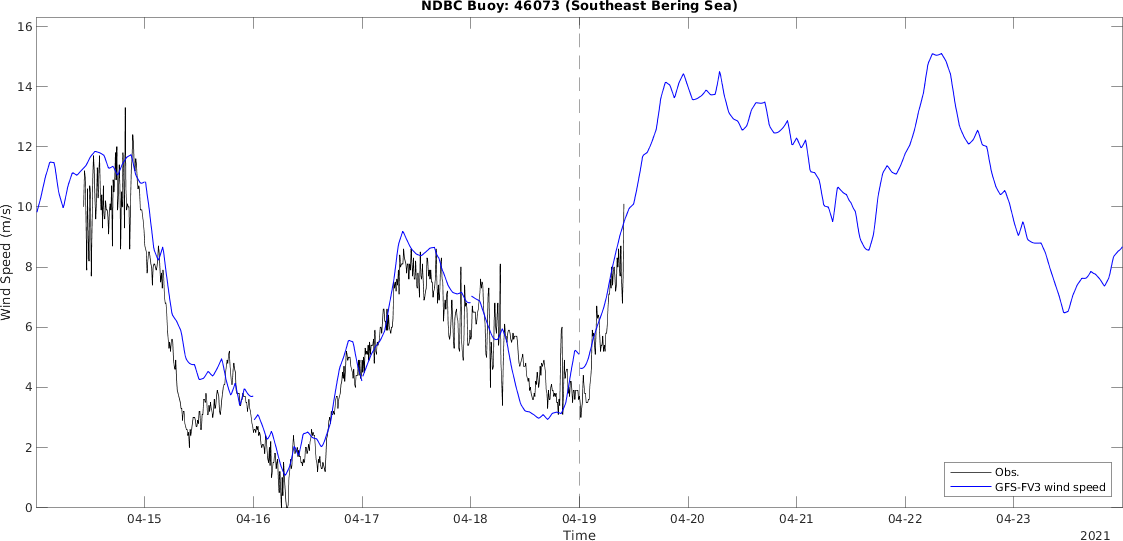 NDBC Buoy: 46073 (Southeast Bering Sea)
16
14
12
10
8
6
4
2
0
Wind Speed (m/s)
04-15 04-16 04-17 04-18 04-19 04-20 04-21 04-22 04-23
Time
2021
Obs.
GFS-FV3 wind speed